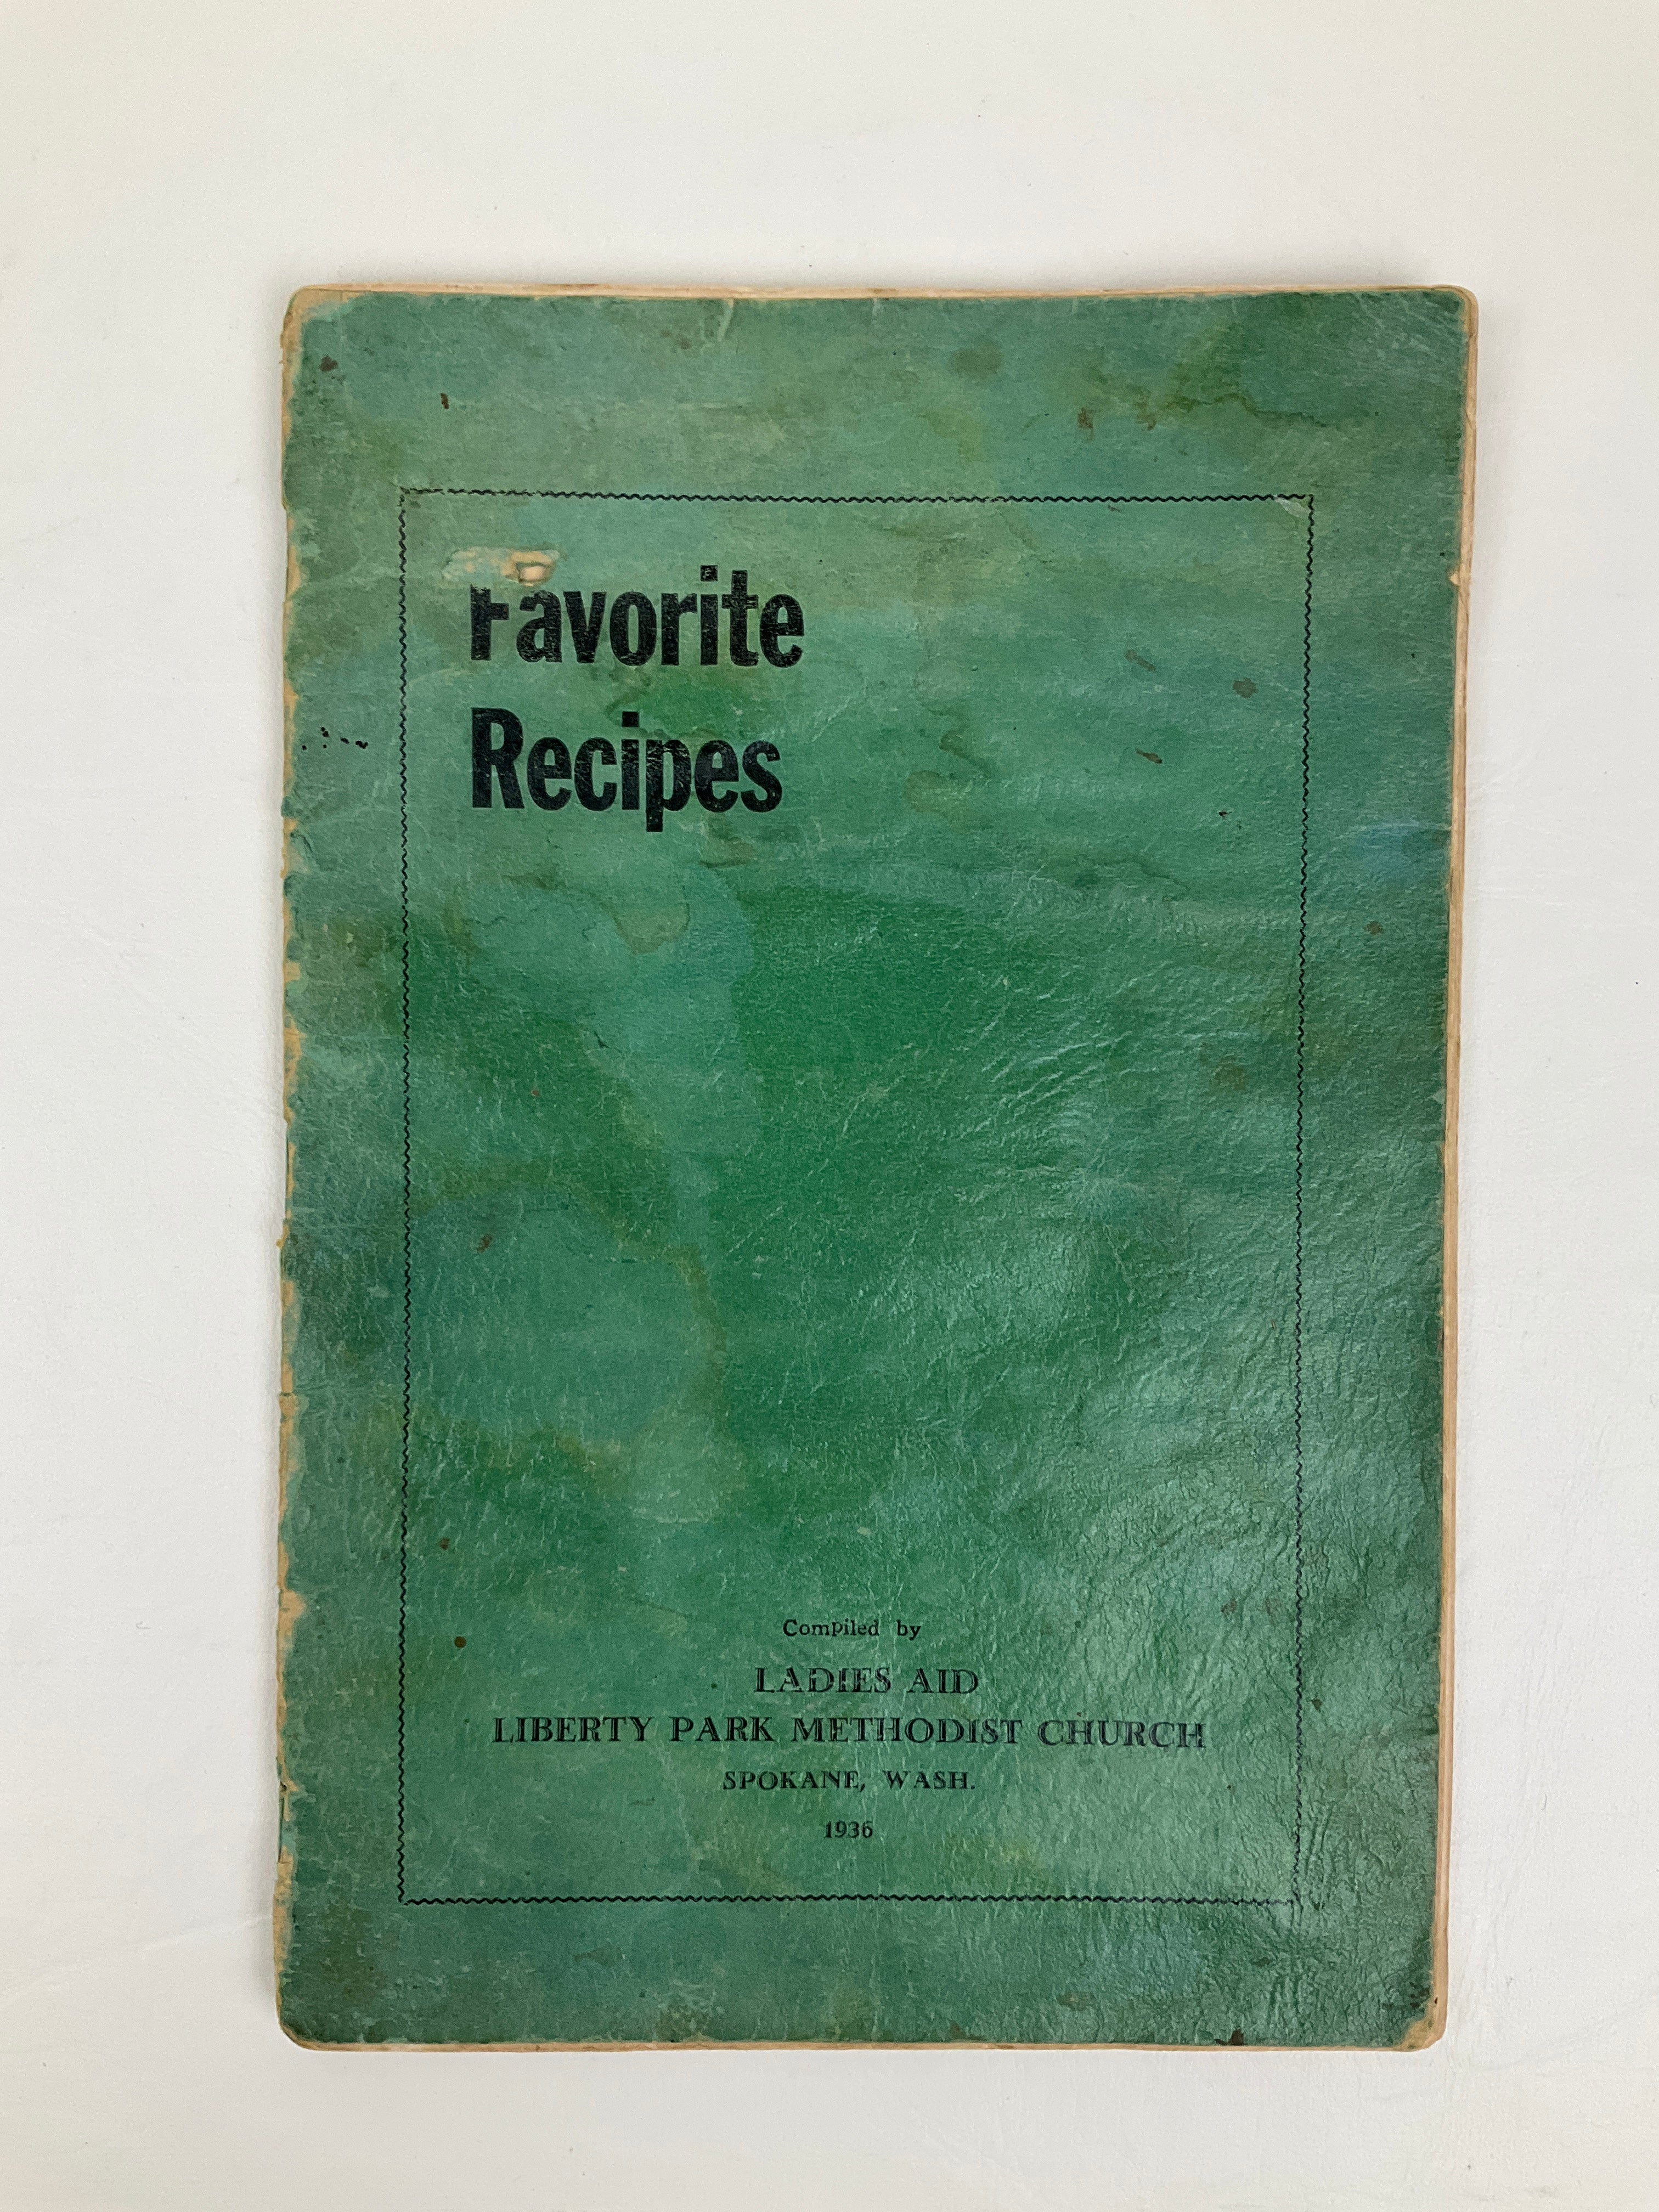 Favorite
Recipes
Compiled by
LADIES AID
LIBERTY PARK METHODIST CHURCH
SPOKANE, WASH.
1936